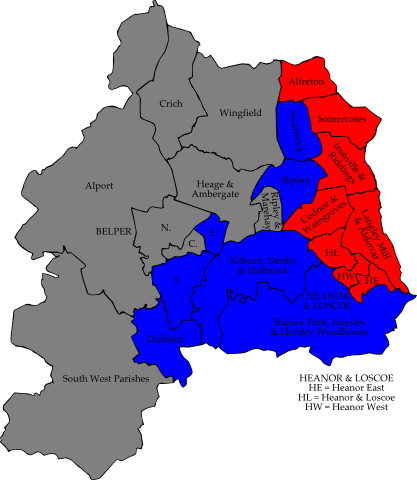 Alfreton
Crich
Wingfield
Swanwick
Somercotes
Ironville &
Riddings
Alport
Heage &
Ambergate
Ripley
Ripley &
Marehay
Codnor &
Waingroves
Langley Mill
& Aldercar
BELPER
N.
E.
C.
HL
Kilburn, Denby
& Holbrook
HW
HE
S.
HEANOR
& LOSCOE
Shipley Park, Horsley
& Horsley Woodhouse
Duffield
South West Parishes
HEANOR & LOSCOE
HE = Heanor East
HL = Heanor & Loscoe
HW = Heanor West